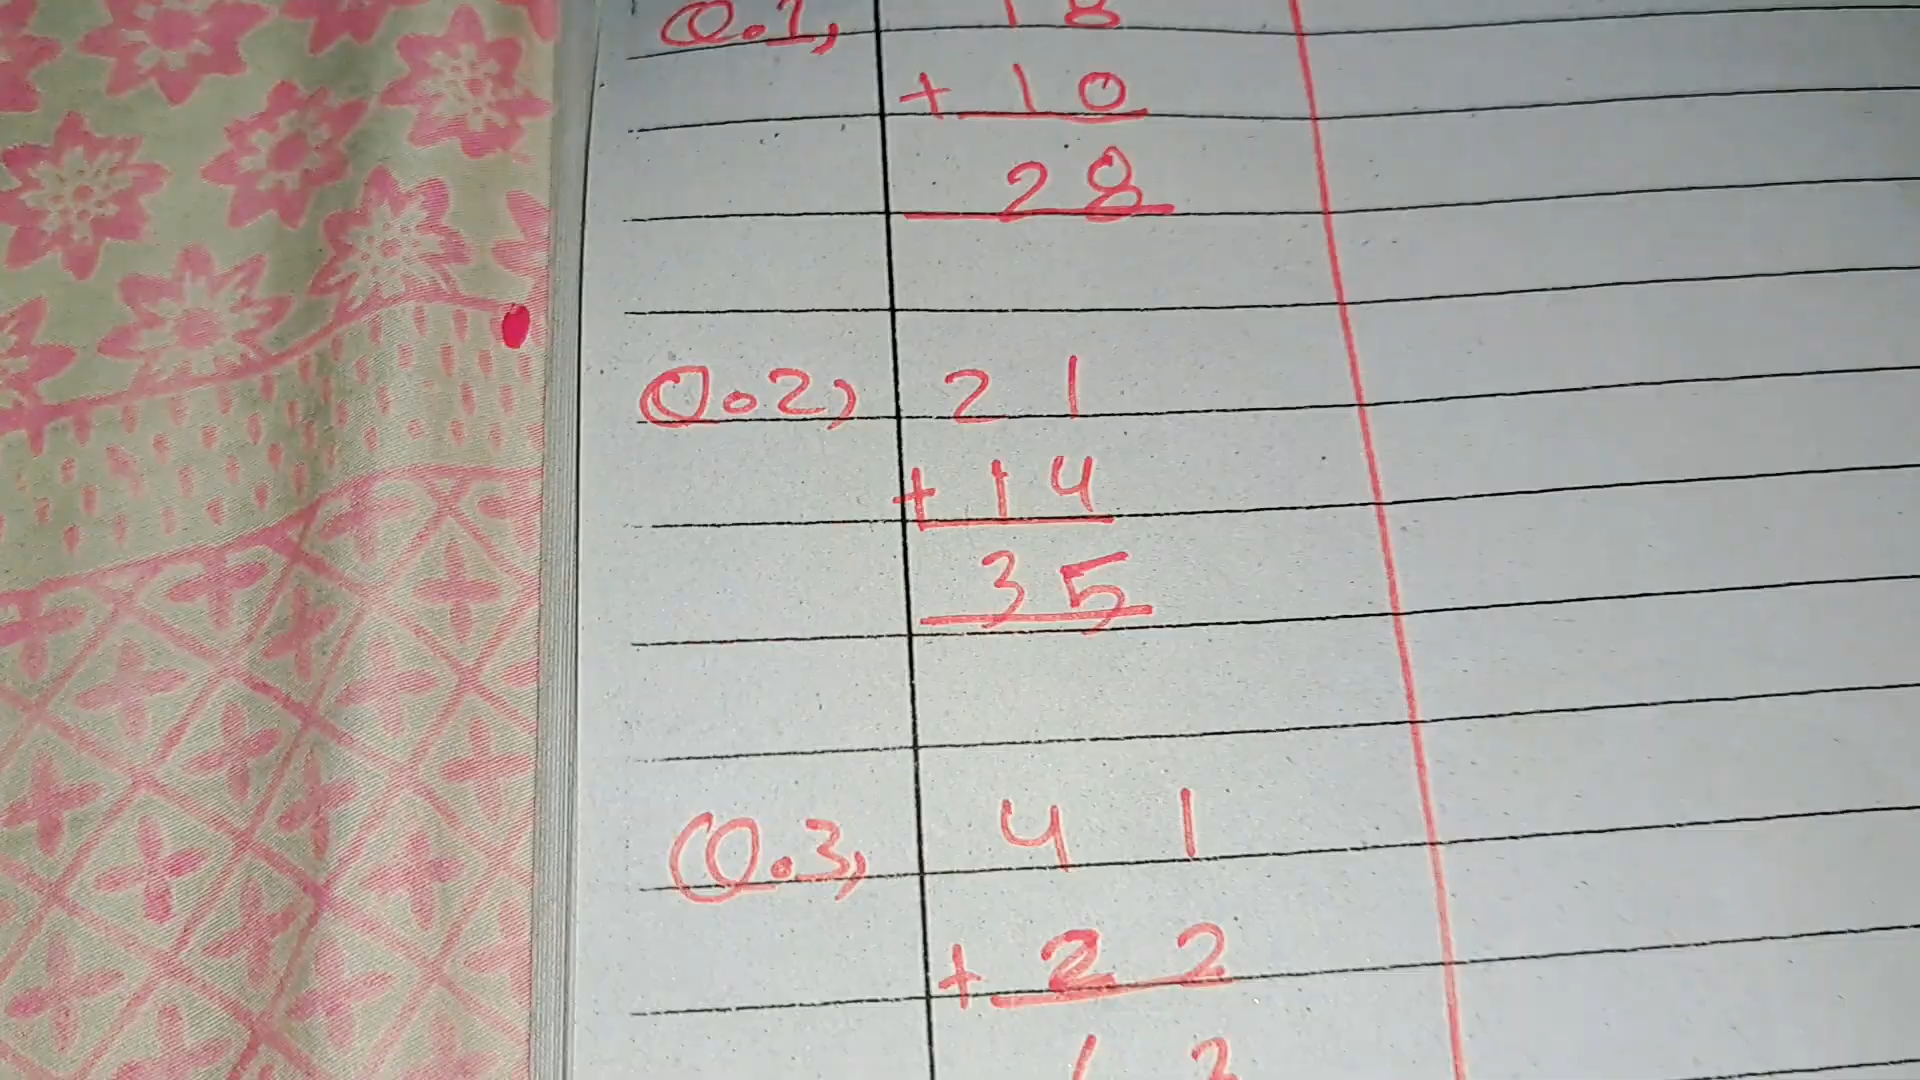 Q.1, 18
+ 10
28
Q.2, 21
+ 14
35
Q.3, 41
+ 22